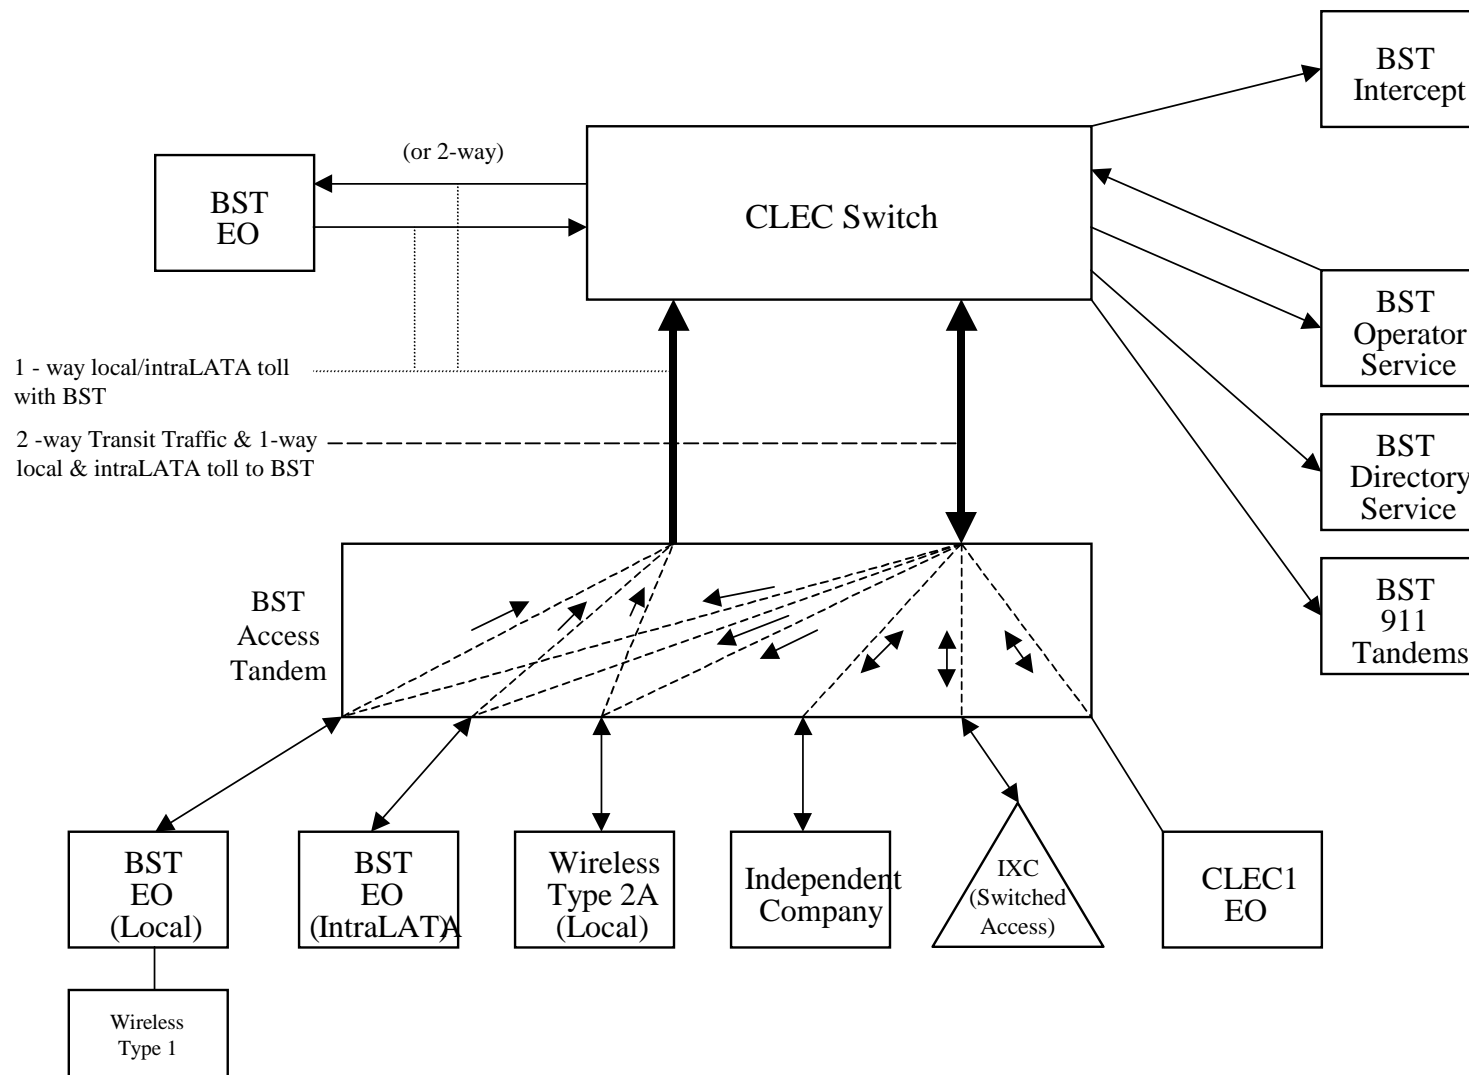 BST
Intercept
(or 2-way)
BST
EO
CLEC Switch
BST
Operator
Service
1 - way local/intraLATA toll
with BST
2 -way Transit Traffic & 1-way
local & intraLATA toll to BST
BST
Directory
Service
BST
Access
Tandem
BST
911
Tandems
BST
EO
(Local)
BST
EO
(IntraLATA)
Wireless
Type 2A
(Local)
Independent
Company
IXC
(Switched
Access)
CLEC1
EO
Wireless
Type 1